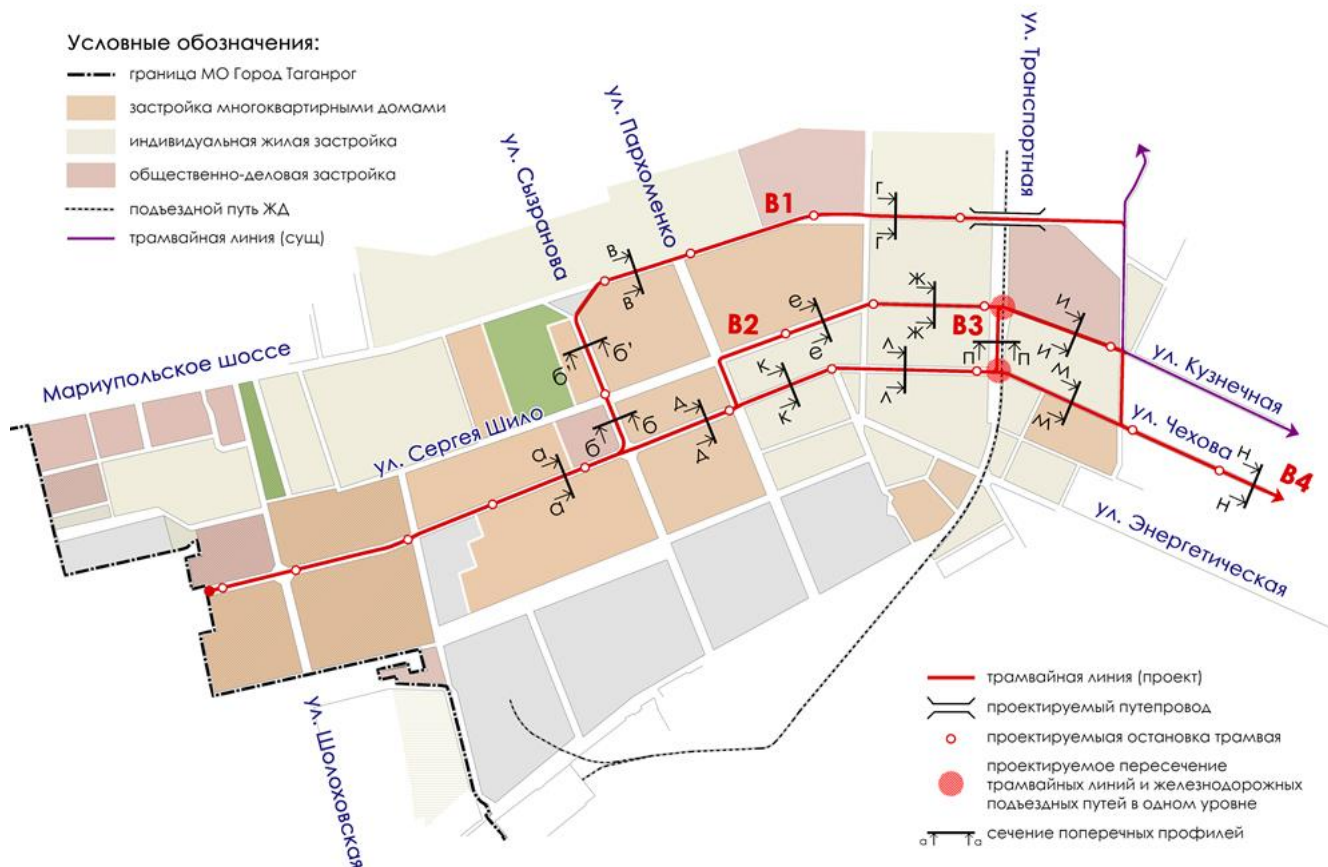 Условные обозначения:
граница МО Город Таганрог
застройка многоквартирными домами
индивидуальная жилая застройка
общественно-деловая застройка
подъездной путь ЖД
трамвайная линия (сущ)
ул. Транспортная
ул. Пархоменко
ул. Сызранова
В1
г
г
в
в
Мариупольское шоссе
б'
б'
В2
е
е
ж
ж
В3
и
и
п
п
ул. Кузнечная
ул. Сергея Шило
б
б
а
а
д
д
к
к
л
л
м
м
ул. Чехова
н
н
В4
ул. Энергетическая
ул. Шолоховская
трамвайная линия (проект)
проектируемый путепровод
проектируемыая остановка трамвая
проектируемое пересечение
трамвайных линий и железнодорожных
подъездных путей в одном уровне
а а
сечение поперечных профилей